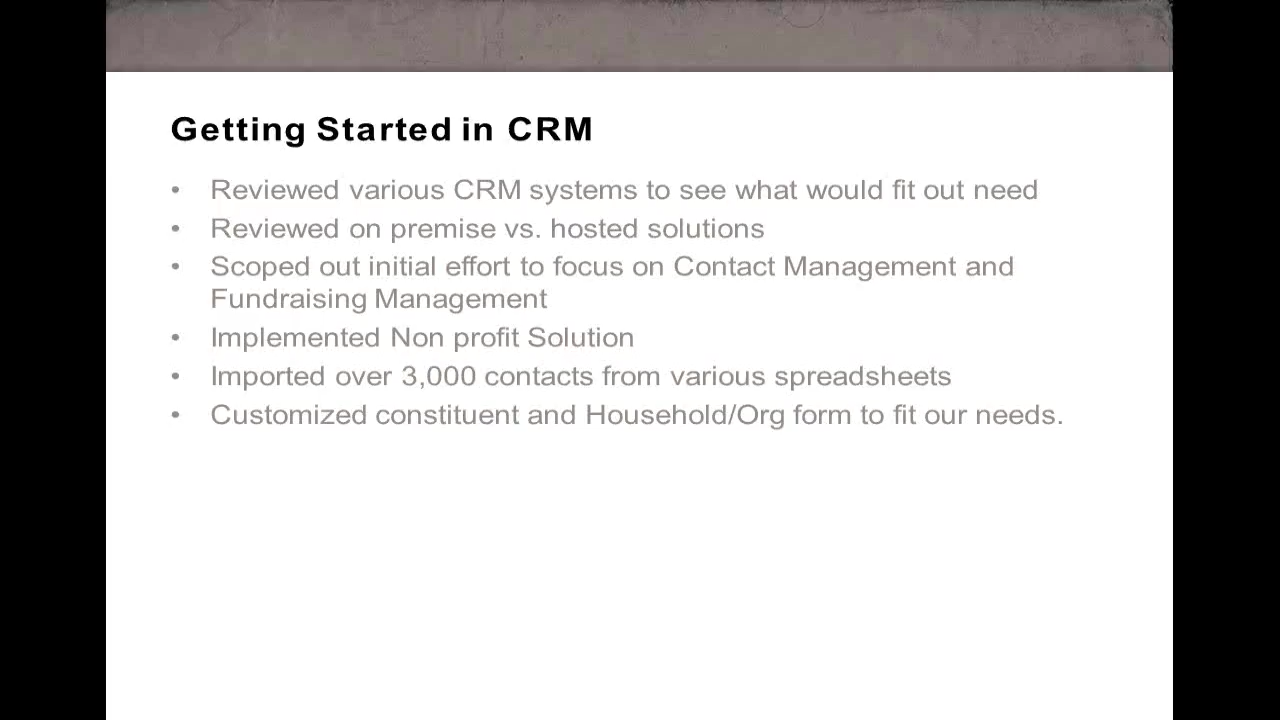 Getting Started in CRM
• Reviewed various CRM systems to see what would fit out need
• Reviewed on premise vs. hosted solutions
• Scoped out initial effort to focus on Contact Management and
Fundraising Management
• Implemented Non profit Solution
• Imported over 3,000 contacts from various spreadsheets
• Customized constituent and Household/Org form to fit our needs.